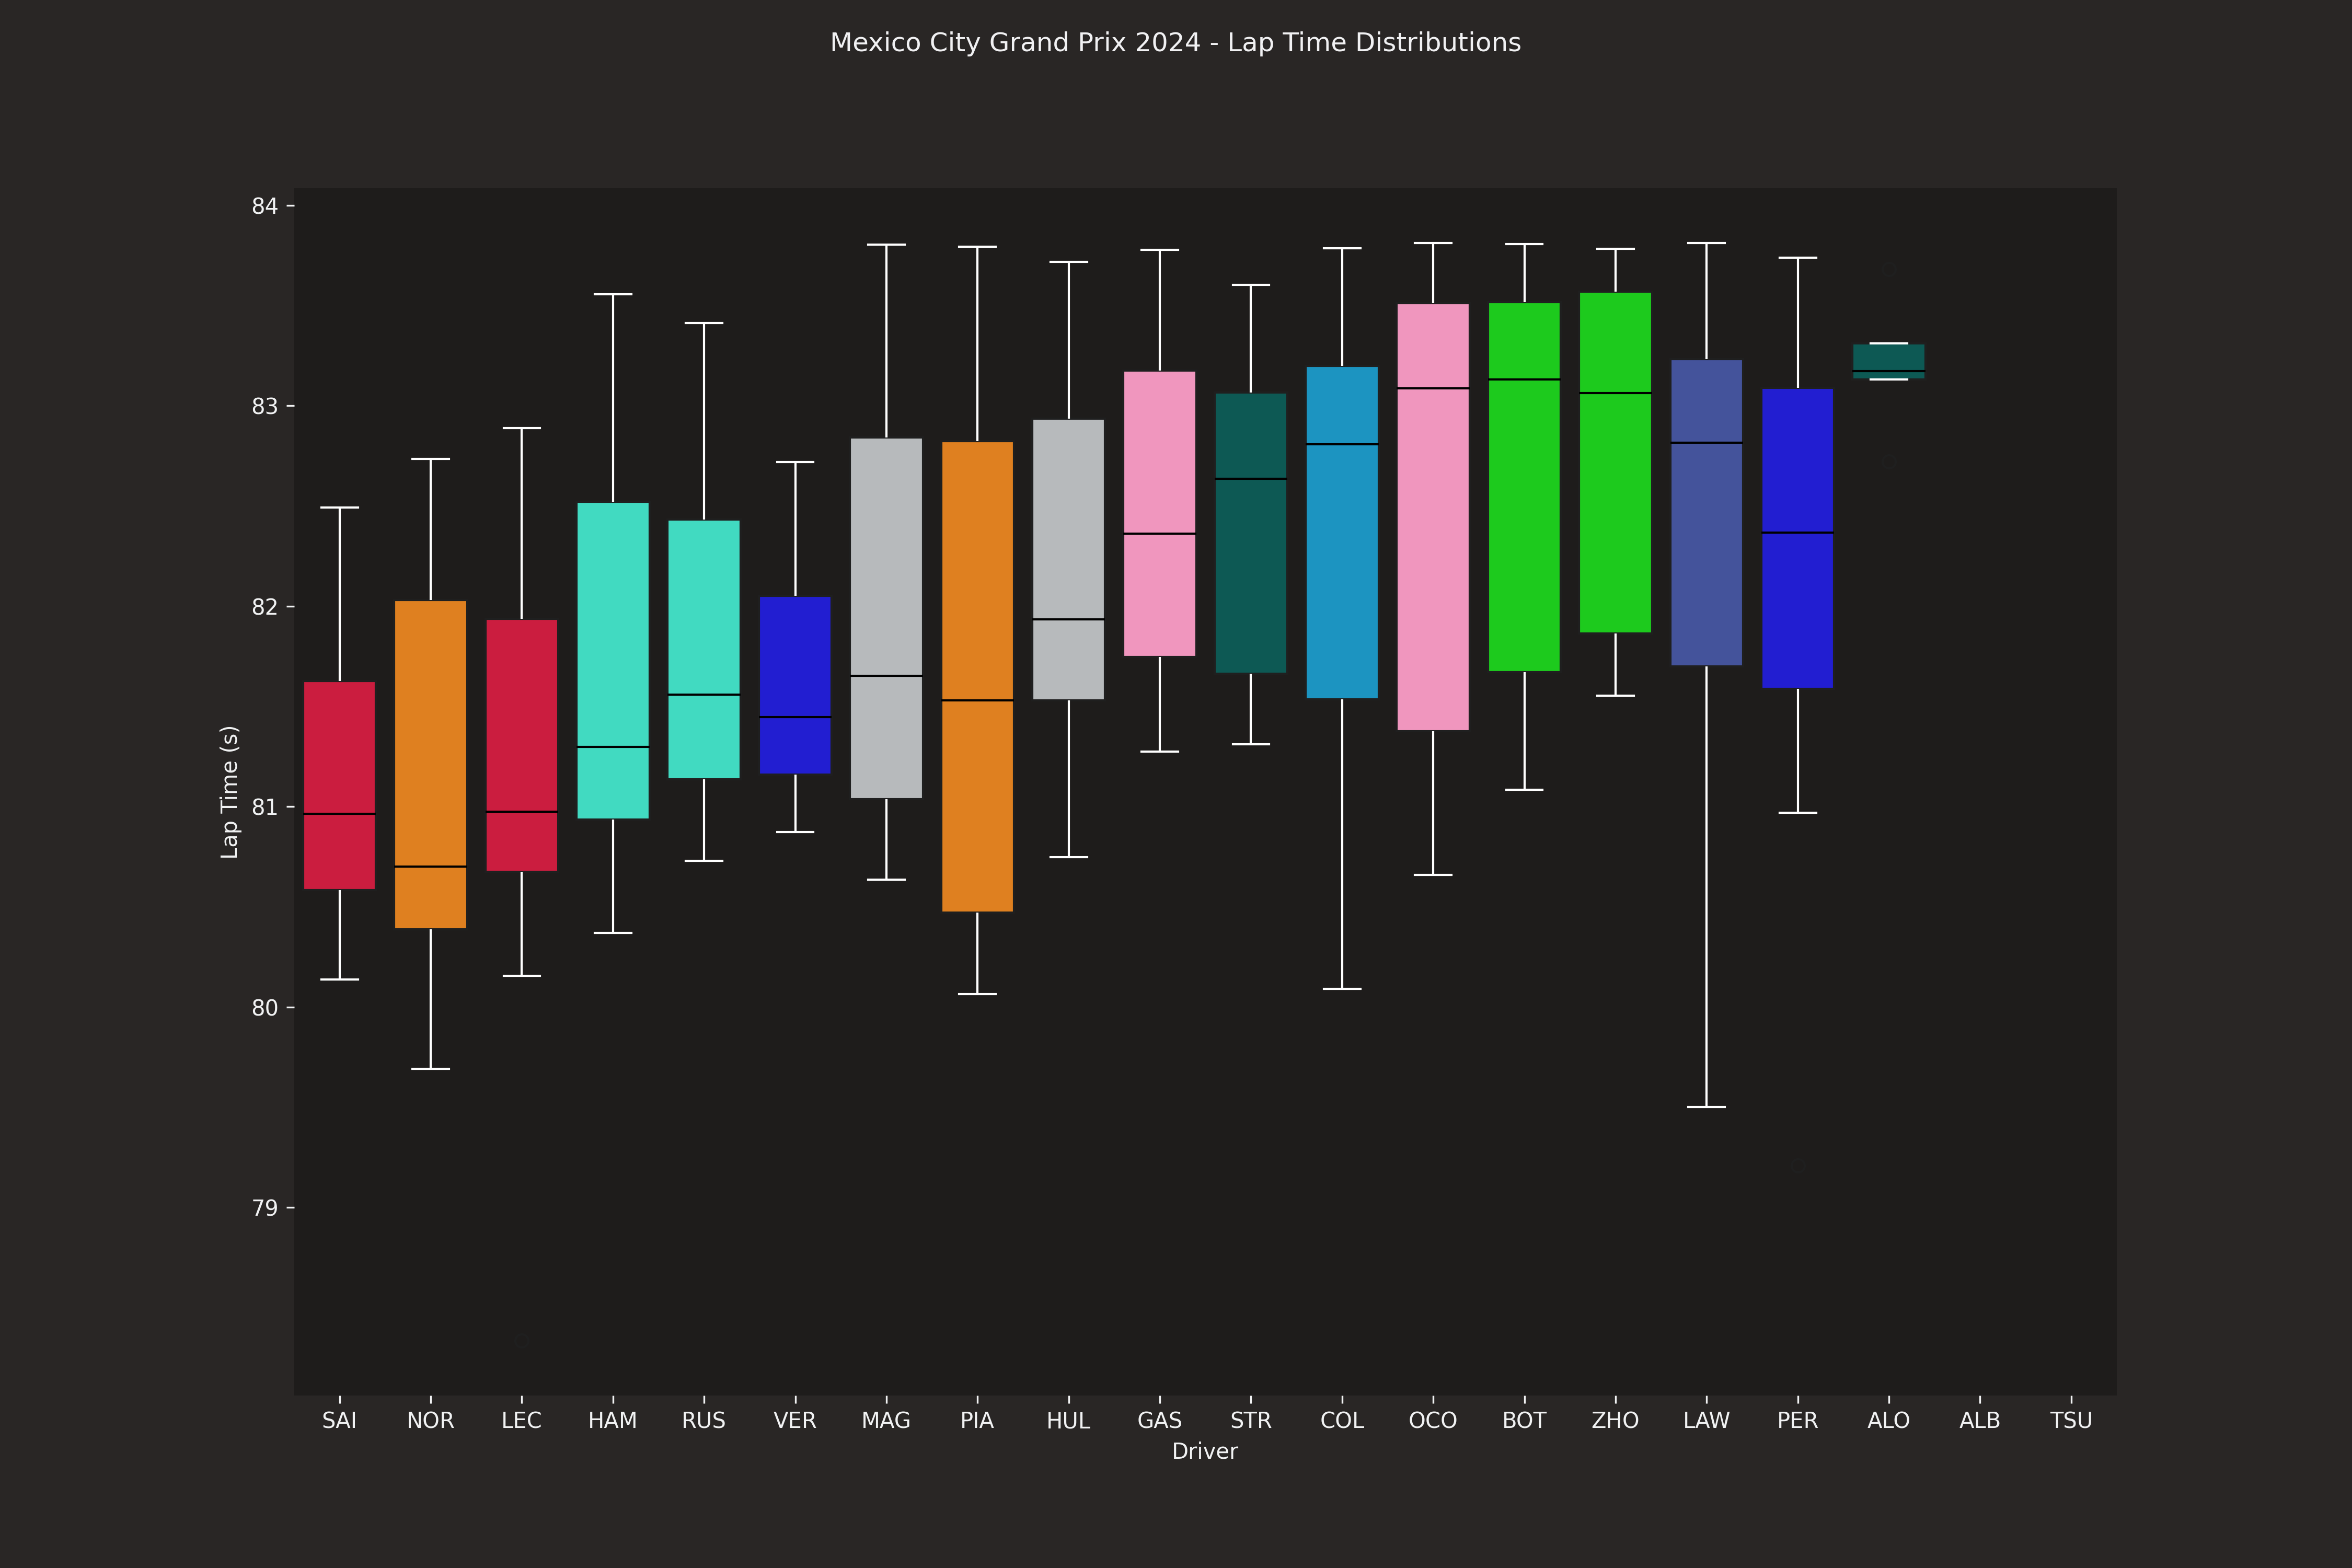 Mexico City Grand Prix 2024 - Lap Time Distributions
84
83
82
81
80
79
Lap Time (s)
SAI NOR LEC HAM RUS VER MAG PIA HUL GAS STR COL OCO BOT ZHO LAW PER ALO ALB TSU
Driver